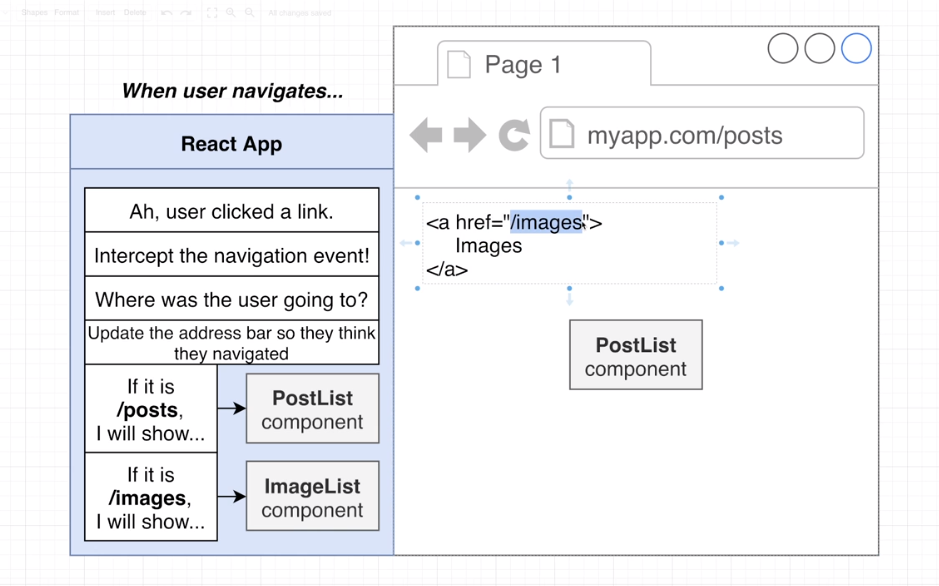 Shapes Format Insert Delete All changes saved
When user navigates...
React App
Ah, user clicked a link.
Intercept the navigation event!
Where was the user going to?
Update the address bar so they think
they navigated
If it is
/posts,
I will show...
PostList
component
If it is
/images,
I will show...
ImageList
component
Page 1
myapp.com/posts
<a href="/images">
Images
</a>
PostList
component